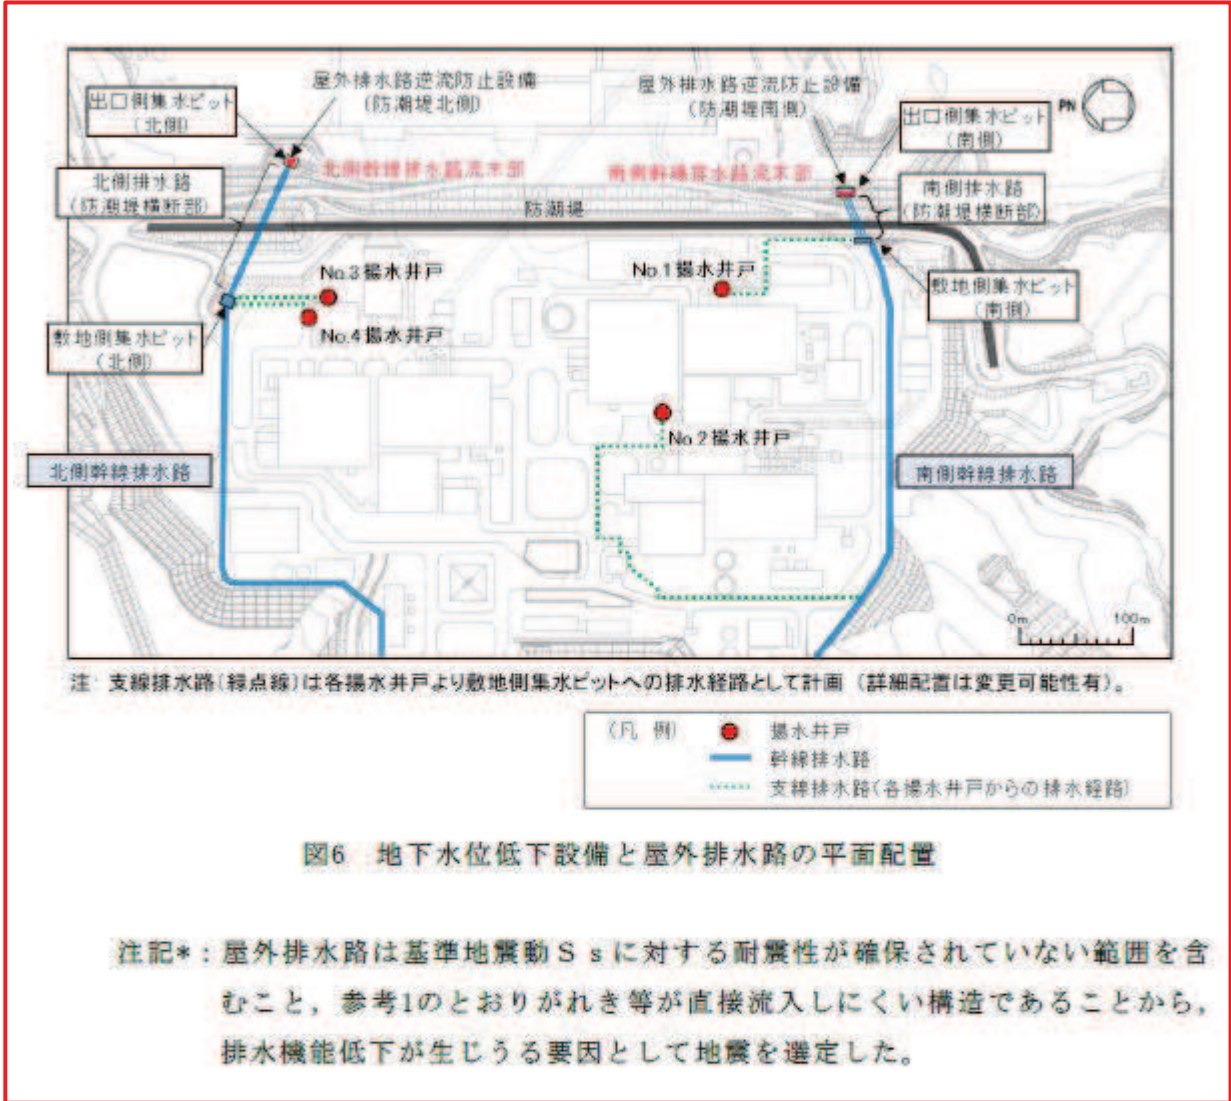 屋外排水路逆流防止設備
(防潮堤北側)
屋外排水路逆流防止設備
(防潮堤南側)
出口側集水ピット
(北側)
出口側集水ピット
(南側)
PN
北側排水路
(防潮堤横断部)
北側幹線排水路流末部
南側幹線排水路流末部
南側排水路
(防潮堤横断部)
防潮堤
No.3揚水井戸
No.1揚水井戸
敷地側集水ピット
(南側)
No.4揚水井戸
敷地側集水ピット
(北側)
No.2揚水井戸
北側幹線排水路
南側幹線排水路
0m 100m
注 支線排水路(緑点線)は各揚水井戸より敷地側集水ピットへの排水経路として計画 (詳細配置は変更可能性有)。
(凡 例)
揚水井戸
幹線排水路
支線排水路(各揚水井戸からの排水経路)
図6 地下水位低下設備と屋外排水路の平面配置
注記*:屋外排水路は基準地震動Ssに対する耐震性が確保されていない範囲を含
むこと,参考1のとおりがれき等が直接流入しにくい構造であることから,
排水機能低下が生じうる要因として地震を選定した。